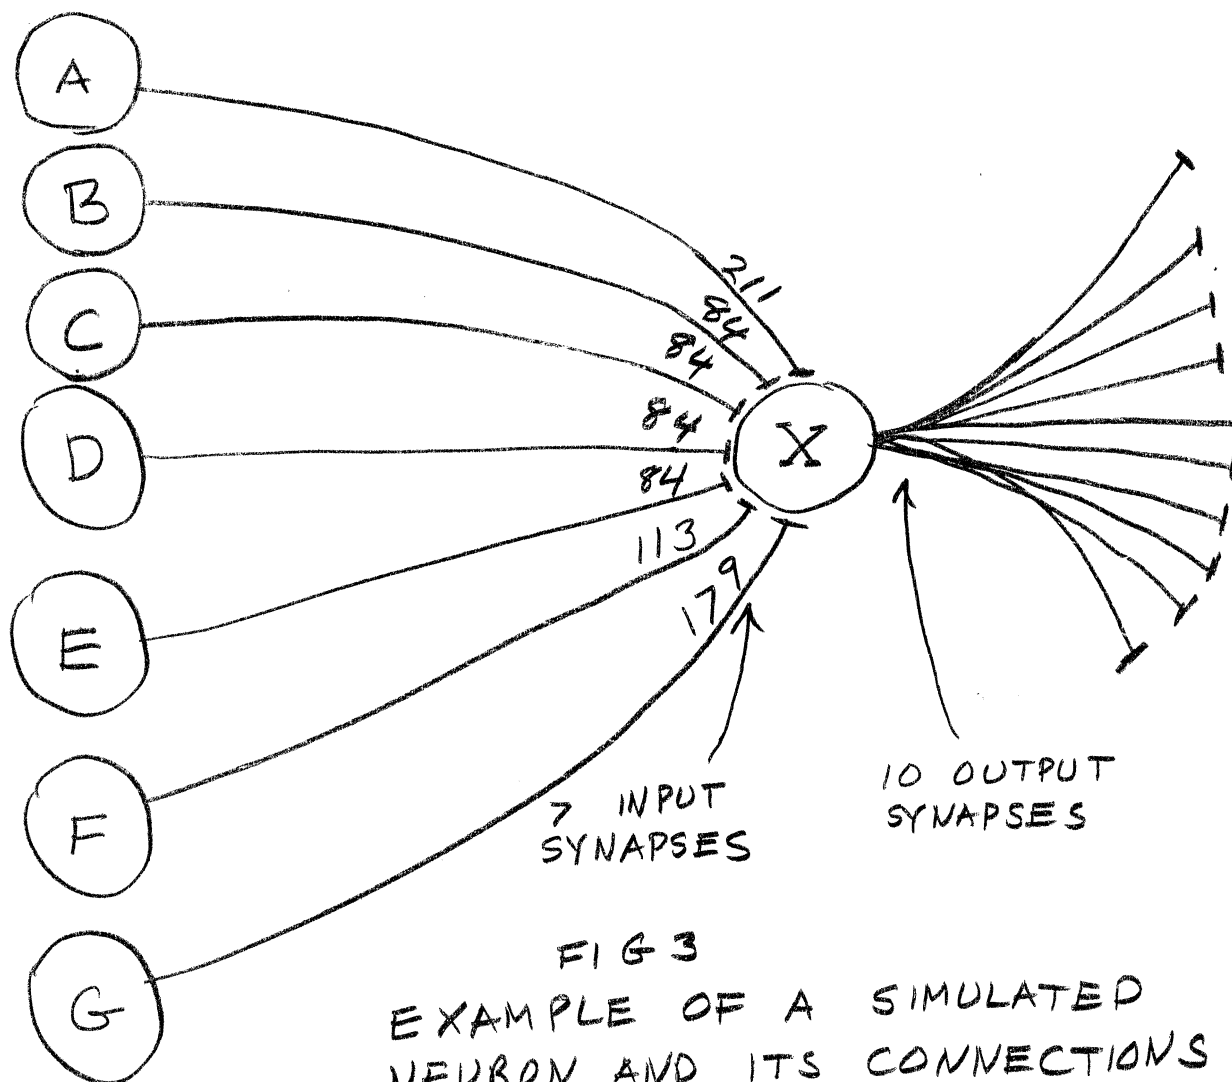 A
B
C
D
E
F
G
211
84
84
84
84
113
179
X
7 INPUT
SYNAPSES
10 OUTPUT
SYNAPSES
FIG 3
EXAMPLE OF A SIMULATED
NEURON AND ITS CONNECTIONS